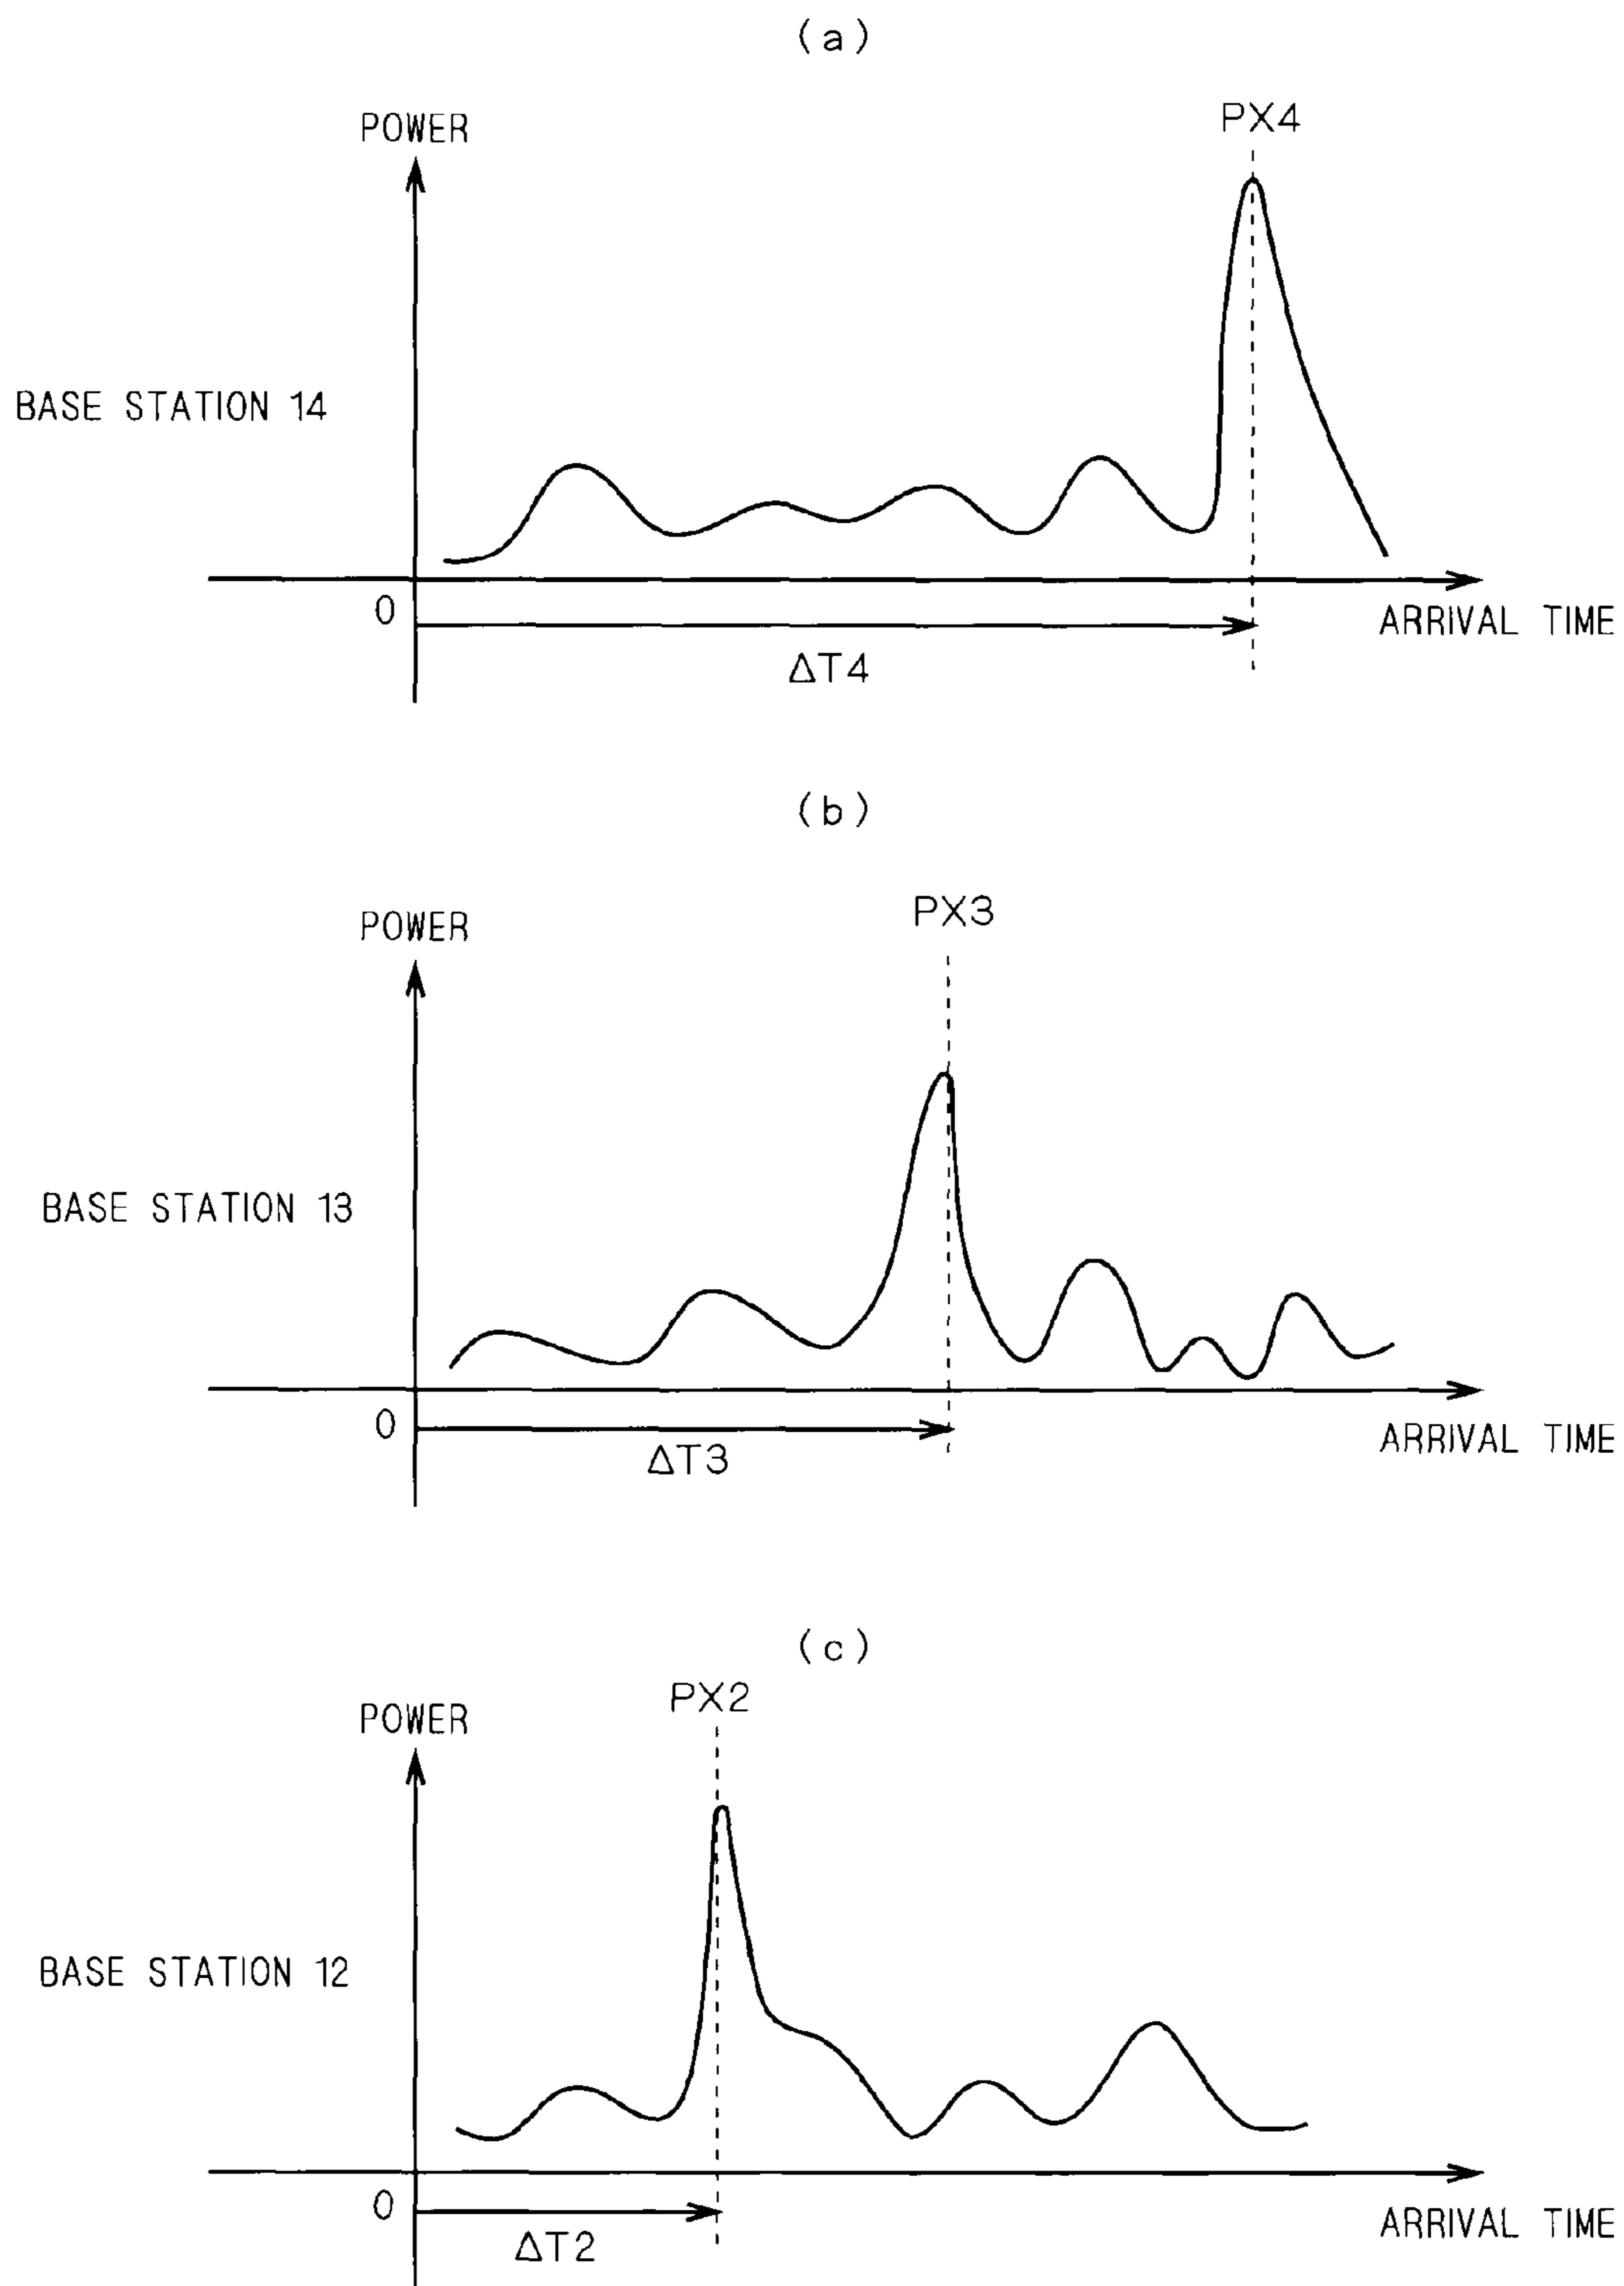 (a)
POWER
PX4
BASE STATION 14
0
ARRIVAL TIME
ΔT4
(b)
POWER
PX3
BASE STATION 13
0
ARRIVAL TIME
ΔT3
(c)
POWER
PX2
BASE STATION 12
0
ARRIVAL TIME
ΔT2